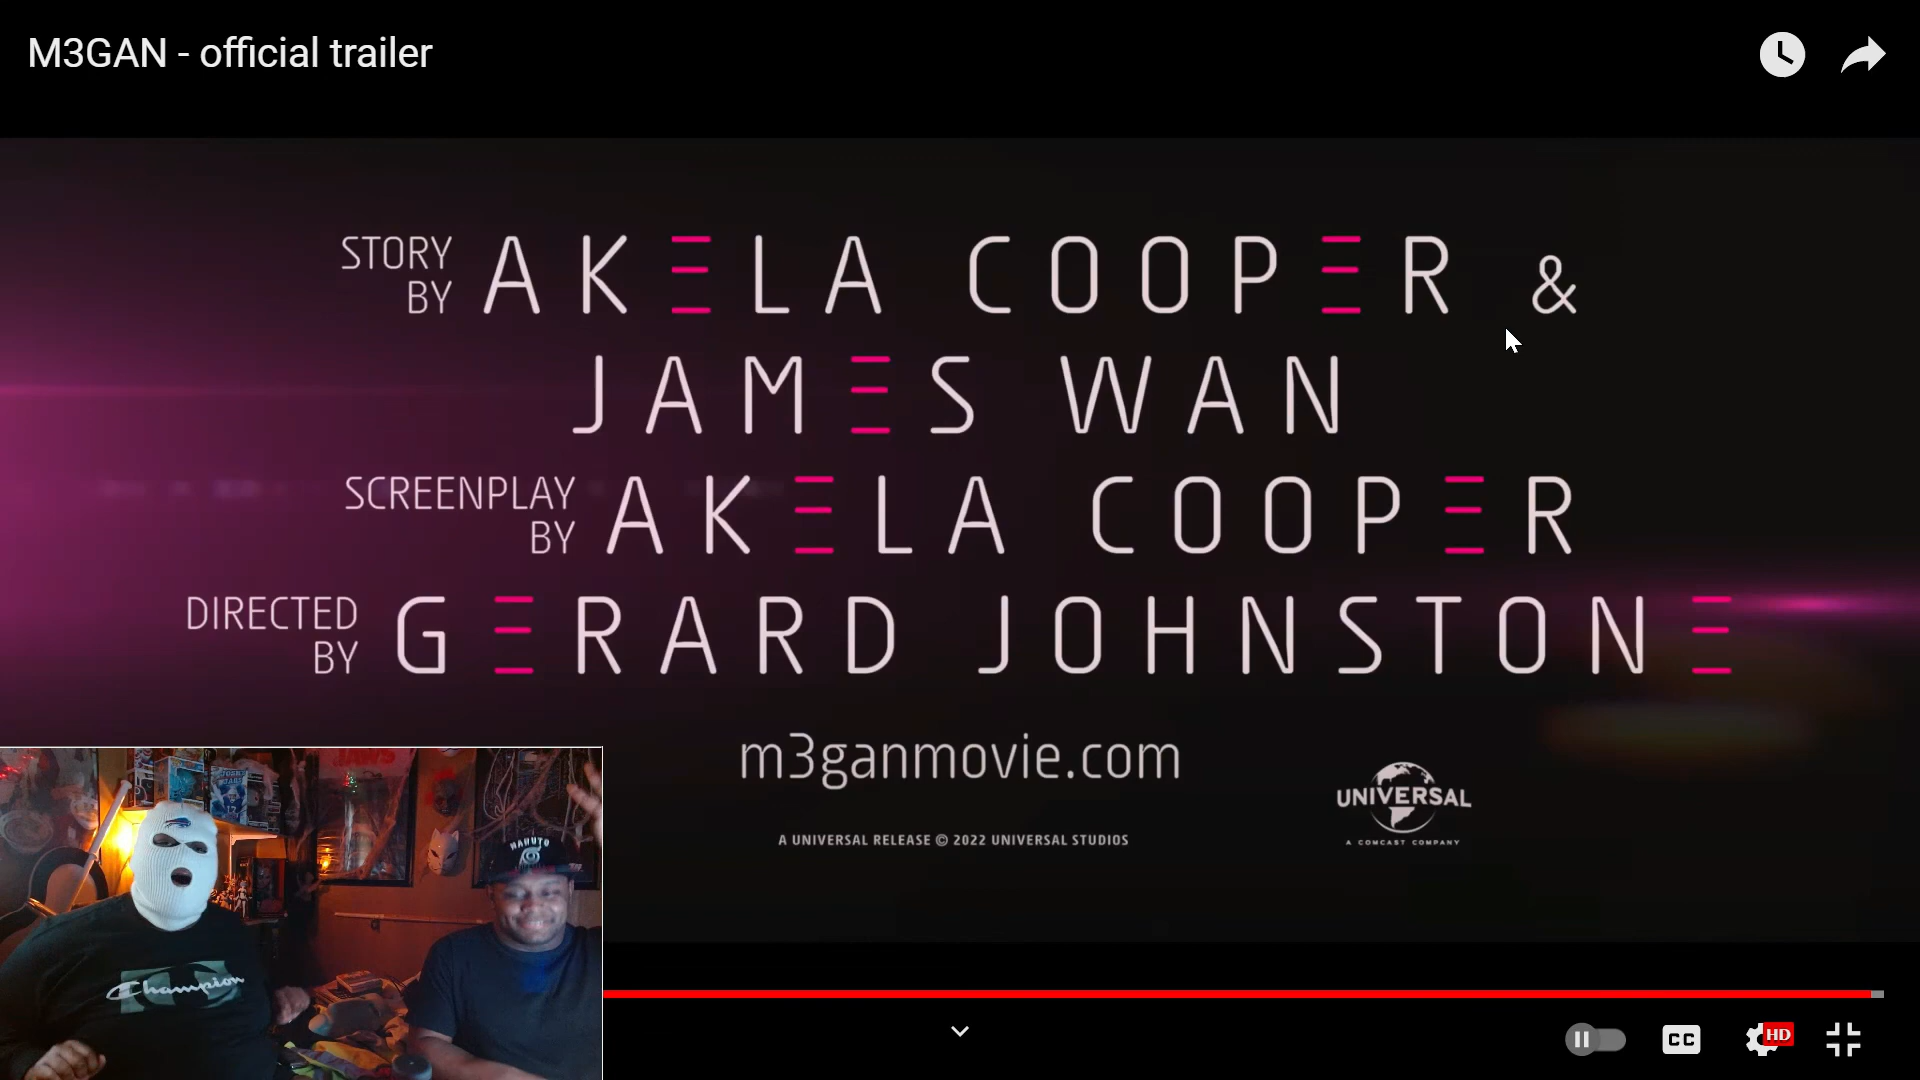 M3GAN - official trailer
STORY BY AKELA COOPER &
JAMES WAN
SCREENPLAY BY AKELA COOPER
DIRECTED BY GERARD JOHNSTONE
m3ganmovie.com
A UNIVERSAL RELEASE © 2022 UNIVERSAL STUDIOS
UNIVERSAL
A COMCAST COMPANY
NARUTO
Champion
CC
HD